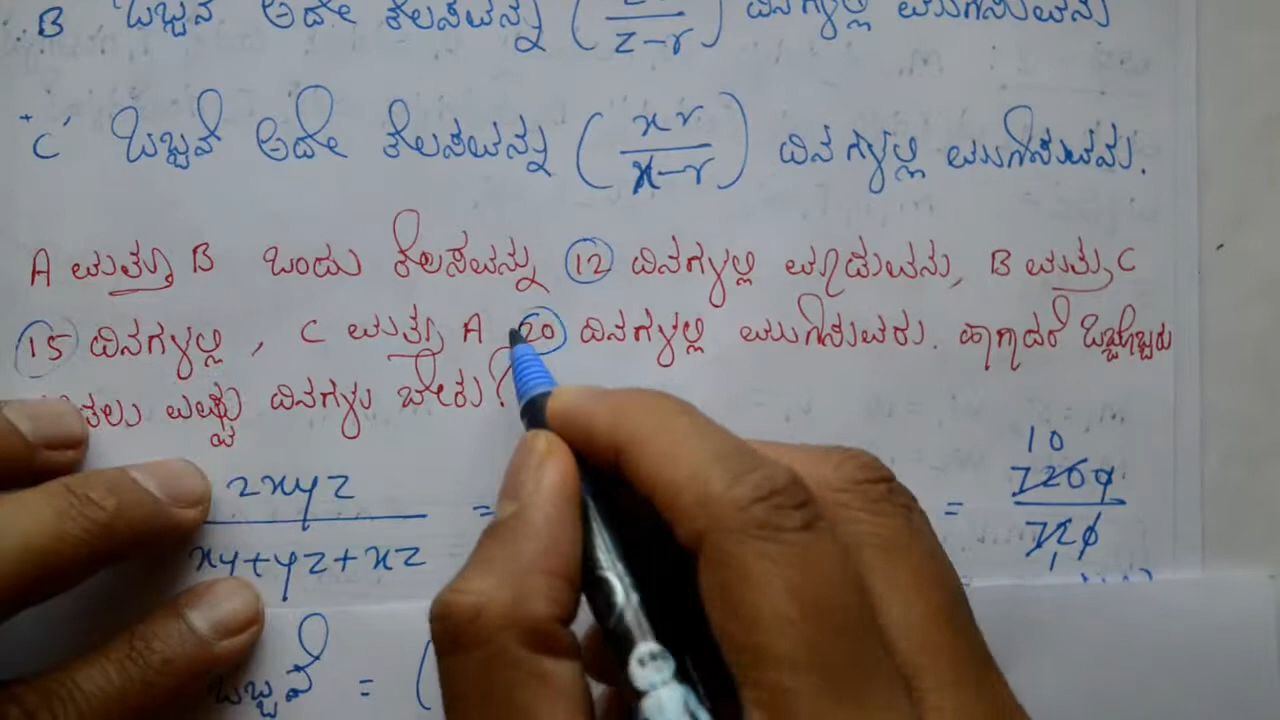 B ಒಬ್ಬನೆ ಅದೇ ಕೆಲಸವನ್ನು ( / z-r ) ದಿನಗಳಲ್ಲಿ ಮುಗಿಸುವನು
'C' ಒಬ್ಬನೆ ಅದೇ ಕೆಲಸವನ್ನು ( xr / x-r ) ದಿನಗಳಲ್ಲಿ ಮುಗಿಸುವನು.
A ಮತ್ತು B ಒಂದು ಕೆಲಸವನ್ನು 12 ದಿನಗಳಲ್ಲಿ ಮಾಡುವರು, B ಮತ್ತು C
15 ದಿನಗಳಲ್ಲಿ, C ಮತ್ತು A 20 ದಿನಗಳಲ್ಲಿ ಮುಗಿಸುವರು. ಹಾಗಾದರೆ ಒಬ್ಬೊಬ್ಬರು
ಎಷ್ಟು ದಿನಗಳು ಬೇಕು?
2xyz / xy+yz+xz = = 10 7200 / 720 1
ಒಬ್ಬನೆ = (